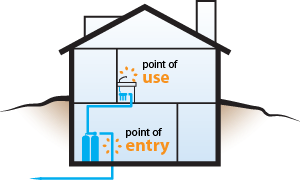 point of
use
point of
entry